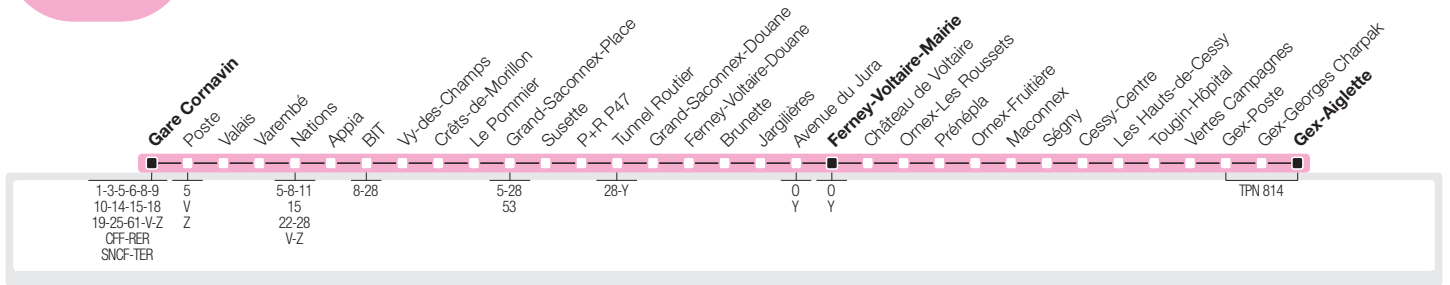 Gare Cornavin
Poste
Valais
Varembé
Nations
Appia
BIT
Vy-des-Champs
Crêts-de-Morillon
Le Pommier
Grand-Saconnex-Place
Susette
P+R P47
Tunnel Routier
Grand-Saconnex-Douane
Ferney-Voltaire-Douane
Brunette
Jargilières
Avenue du Jura
Ferney-Voltaire-Mairie
Château de Voltaire
Ornex-Les Roussets
Prénépla
Ornex-Fruitière
Maconnex
Ségny
Cessy-Centre
Les Hauts-de-Cessy
Tougin-Hôpital
Vertes Campagnes
Gex-Poste
Gex-Georges Charpak
Gex-Aiglette
1-3-5-6-8-9
10-14-15-18
19-25-61-V-Z
CFF-RER
SNCF-TER
5
V
Z
5-8-11
15
22-28
V-Z
8-28
5-28
53
28-Y
O
Y
O
Y
TPN 814